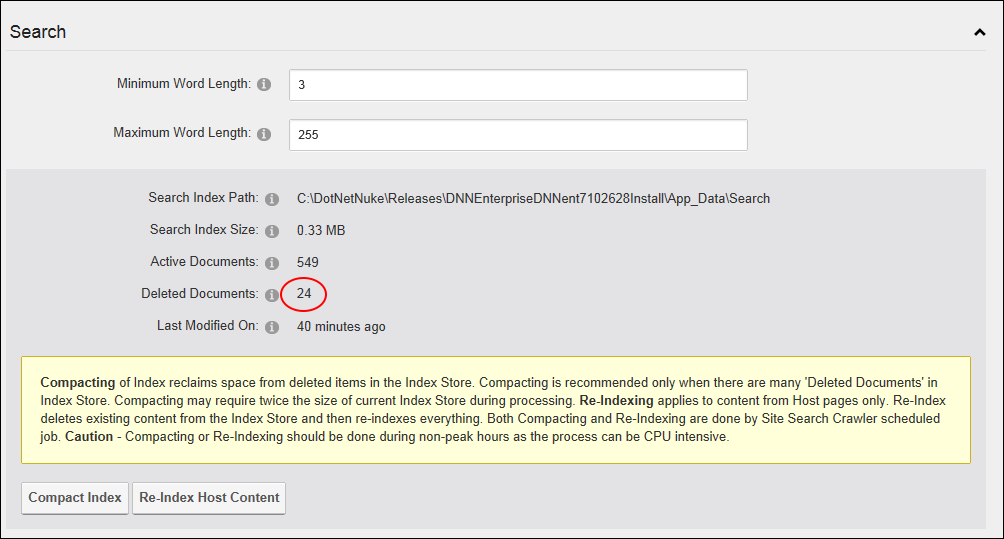 Search
Minimum Word Length: 3
Maximum Word Length: 255
Search Index Path: C:\DotNetNuke\Releases\DNNEnterpriseDNNent7102628Install\App_Data\Search
Search Index Size: 0.33 MB
Active Documents: 549
Deleted Documents: 24
Last Modified On: 40 minutes ago
Compacting of Index reclaims space from deleted items in the Index Store. Compacting is recommended only when there are many 'Deleted Documents' in
Index Store. Compacting may require twice the size of current Index Store during processing. Re-Indexing applies to content from Host pages only. Re-Index
deletes existing content from the Index Store and then re-indexes everything. Both Compacting and Re-Indexing are done by Site Search Crawler scheduled
job. Caution - Compacting or Re-Indexing should be done during non-peak hours as the process can be CPU intensive.
Compact Index Re-Index Host Content